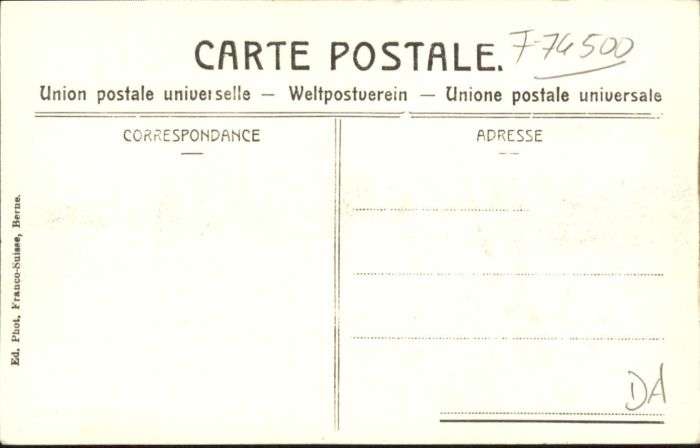 CARTE POSTALE. F-74500
Union postale universelle — Weltpostverein — Unione postale universale
CORRESPONDANCE
ADRESSE
Ed. Phot. Franco-Suisse, Berne.
DA